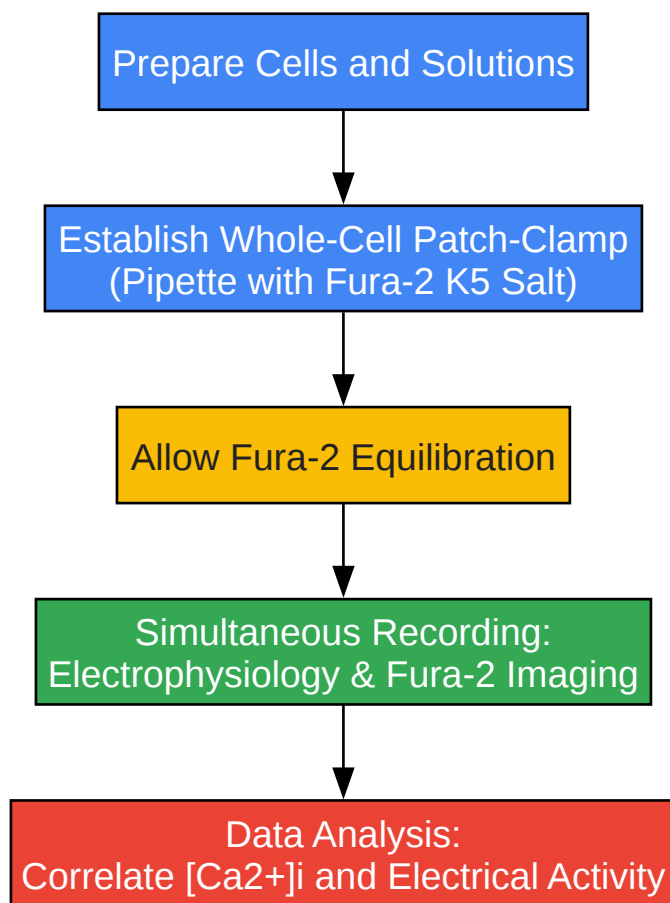 Prepare Cells and Solutions
Establish Whole-Cell Patch-Clamp
(Pipette with Fura-2 K5 Salt)
Allow Fura-2 Equilibration
Simultaneous Recording:
Electrophysiology & Fura-2 Imaging
Data Analysis:
Correlate [Ca2+]i and Electrical Activity